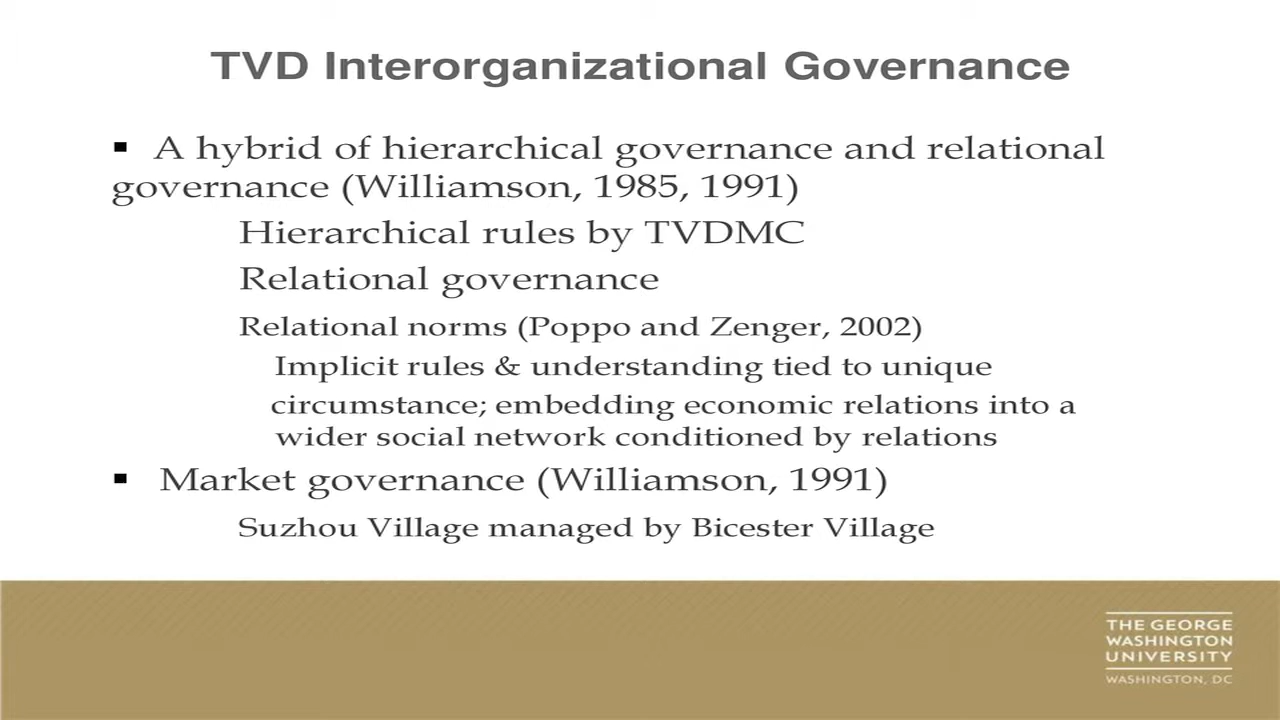 TVD Interorganizational Governance
▪ A hybrid of hierarchical governance and relational
governance (Williamson, 1985, 1991)
Hierarchical rules by TVDMC
Relational governance
Relational norms (Poppo and Zenger, 2002)
Implicit rules & understanding tied to unique
circumstance; embedding economic relations into a
wider social network conditioned by relations
▪ Market governance (Williamson, 1991)
Suzhou Village managed by Bicester Village
THE GEORGE
WASHINGTON
UNIVERSITY
WASHINGTON, DC